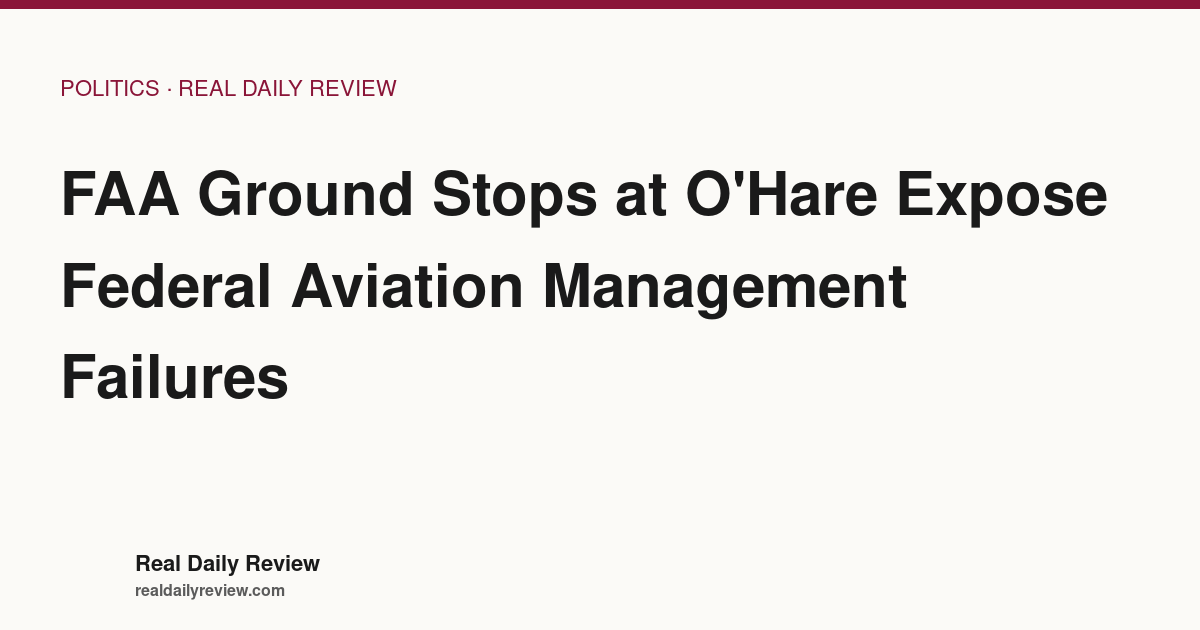 POLITICS · REAL DAILY REVIEW
FAA Ground Stops at O'Hare Expose
Federal Aviation Management
Failures
Real Daily Review
realdailyreview.com